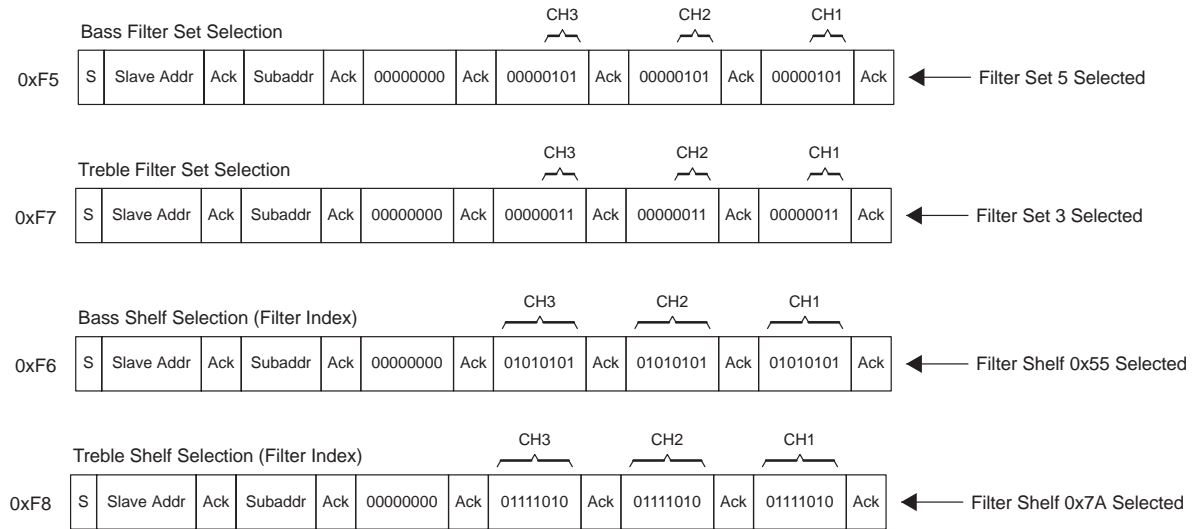 CH3 CH2 CH1
Bass Filter Set Selection
0xF5 S Slave Addr Ack Subaddr Ack 00000000 Ack 00000101 Ack 00000101 Ack 00000101 Ack Filter Set 5 Selected
CH3 CH2 CH1
Treble Filter Set Selection
0xF7 S Slave Addr Ack Subaddr Ack 00000000 Ack 00000011 Ack 00000011 Ack 00000011 Ack Filter Set 3 Selected
CH3 CH2 CH1
Bass Shelf Selection (Filter Index)
0xF6 S Slave Addr Ack Subaddr Ack 00000000 Ack 01010101 Ack 01010101 Ack 01010101 Ack Filter Shelf 0x55 Selected
CH3 CH2 CH1
Treble Shelf Selection (Filter Index)
0xF8 S Slave Addr Ack Subaddr Ack 00000000 Ack 01111010 Ack 01111010 Ack 01111010 Ack Filter Shelf 0x7A Selected